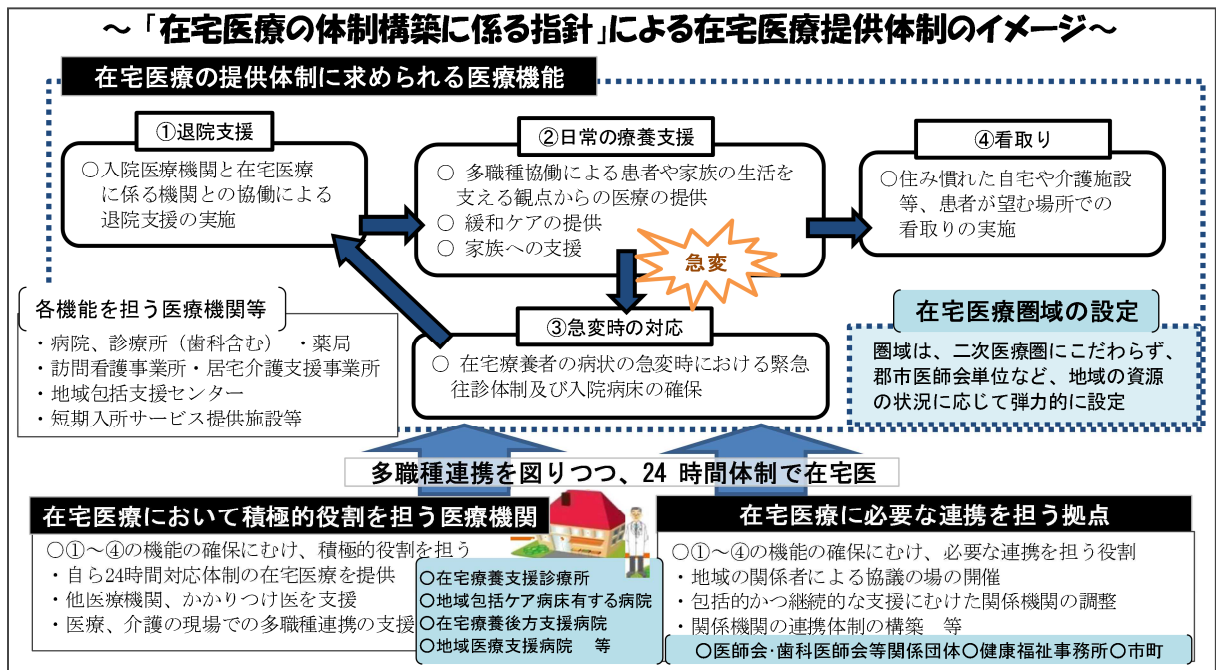 ～「在宅医療の体制構築に係る指針」による在宅医療提供体制のイメージ～
在宅医療の提供体制に求められる医療機能
①退院支援
○入院医療機関と在宅医療
に係る機関との協働による
退院支援の実施
②日常の療養支援
○ 多職種協働による患者や家族の生活を
支える観点からの医療の提供
○ 緩和ケアの提供
○ 家族への支援
急変
④看取り
○住み慣れた自宅や介護施設
等、患者が望む場所での
看取りの実施
③急変時の対応
○ 在宅療養者の病状の急変時における緊急
往診体制及び入院病床の確保
各機能を担う医療機関等
・病院、診療所（歯科含む） ・薬局
・訪問看護事業所・居宅介護支援事業所
・地域包括支援センター
・短期入所サービス提供施設等
在宅医療圏域の設定
圏域は、二次医療圏にこだわらず、
郡市医師会単位など、地域の資源
の状況に応じて弾力的に設定
多職種連携を図りつつ、24 時間体制で在宅医
在宅医療において積極的役割を担う医療機関
○①～④の機能の確保にむけ、積極的役割を担う
・自ら24時間対応体制の在宅医療を提供
・他医療機関、かかりつけ医を支援
・医療、介護の現場での多職種連携の支援
○在宅療養支援診療所
○地域包括ケア病床有する病院
○在宅療養後方支援病院
○地域医療支援病院 等
在宅医療に必要な連携を担う拠点
○①～④の機能の確保にむけ、必要な連携を担う役割
・地域の関係者による協議の場の開催
・包括的かつ継続的な支援にむけた関係機関の調整
・関係機関の連携体制の構築 等
○医師会・歯科医師会等関係団体○健康福祉事務所○市町